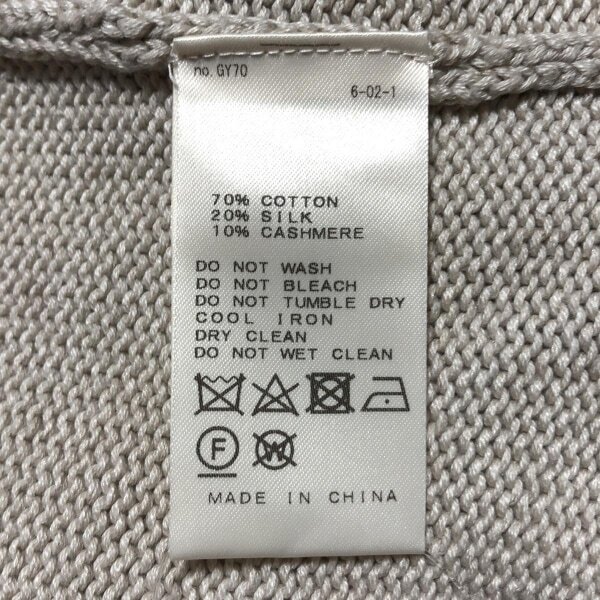 no.GY70
6-02-1
70% COTTON
20% SILK
10% CASHMERE
DO NOT WASH
DO NOT BLEACH
DO NOT TUMBLE DRY
COOL IRON
DRY CLEAN
DO NOT WET CLEAN
F W
MADE IN CHINA